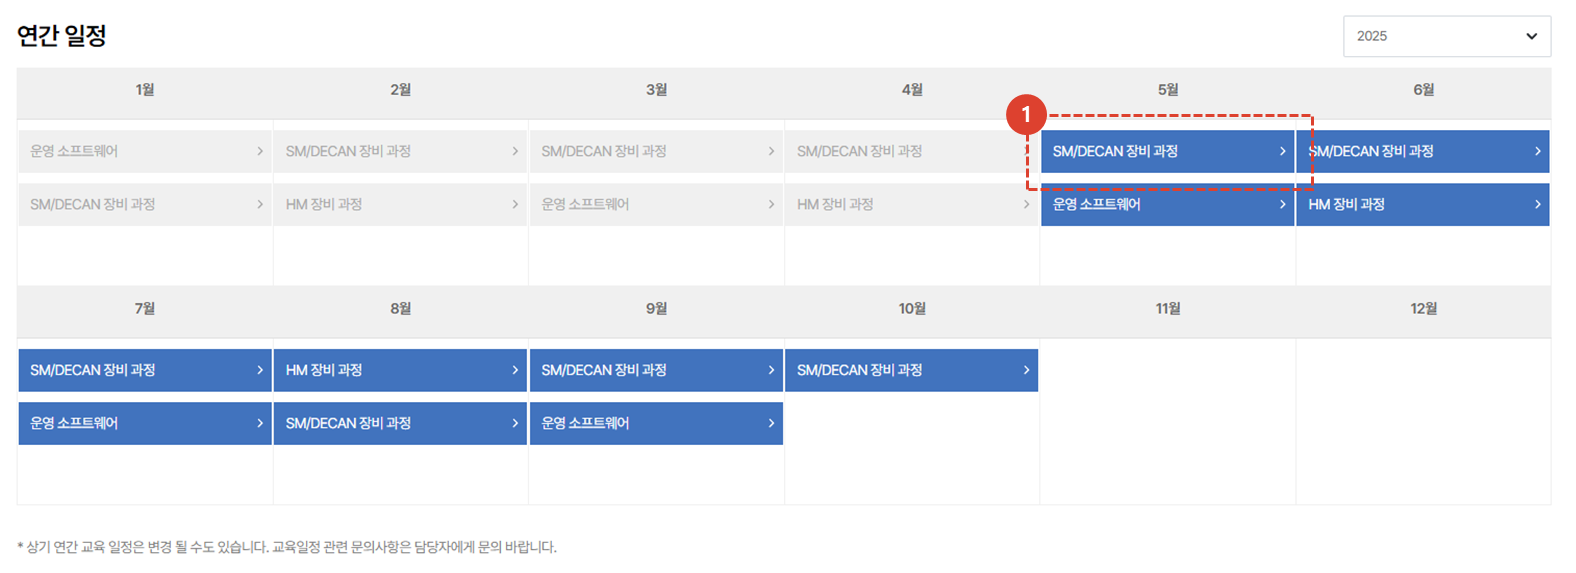 연간 일정
2025
1월 2월 3월 4월 5월 6월
1
운영 소프트웨어 SM/DECAN 장비 과정 SM/DECAN 장비 과정 SM/DECAN 장비 과정 SM/DECAN 장비 과정 SM/DECAN 장비 과정
SM/DECAN 장비 과정 HM 장비 과정 운영 소프트웨어 HM 장비 과정 운영 소프트웨어 HM 장비 과정
7월 8월 9월 10월 11월 12월
SM/DECAN 장비 과정 HM 장비 과정 SM/DECAN 장비 과정 SM/DECAN 장비 과정
운영 소프트웨어 SM/DECAN 장비 과정 운영 소프트웨어
* 상기 연간 교육 일정은 변경 될 수도 있습니다. 교육일정 관련 문의사항은 담당자에게 문의 바랍니다.